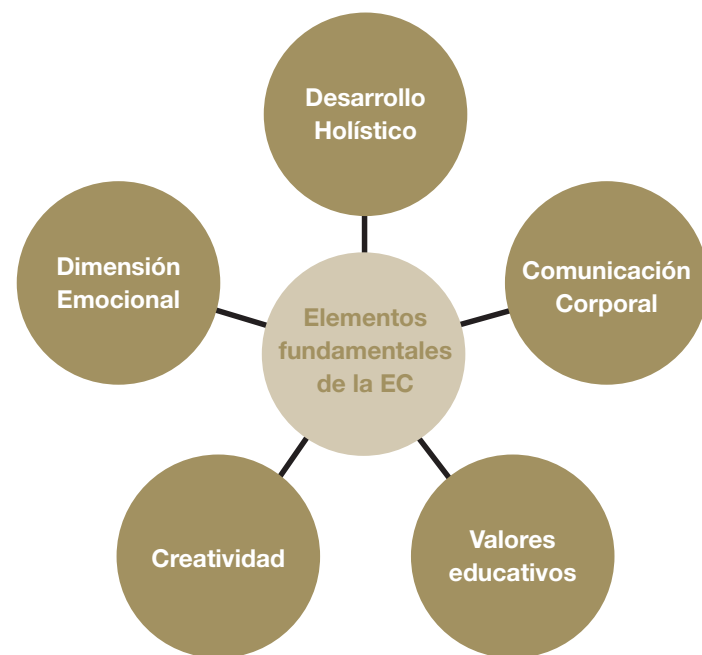 Desarrollo
Holístico
Dimensión
Emocional
Comunicación
Corporal
Elementos
fundamentales
de la EC
Creatividad
Valores
educativos